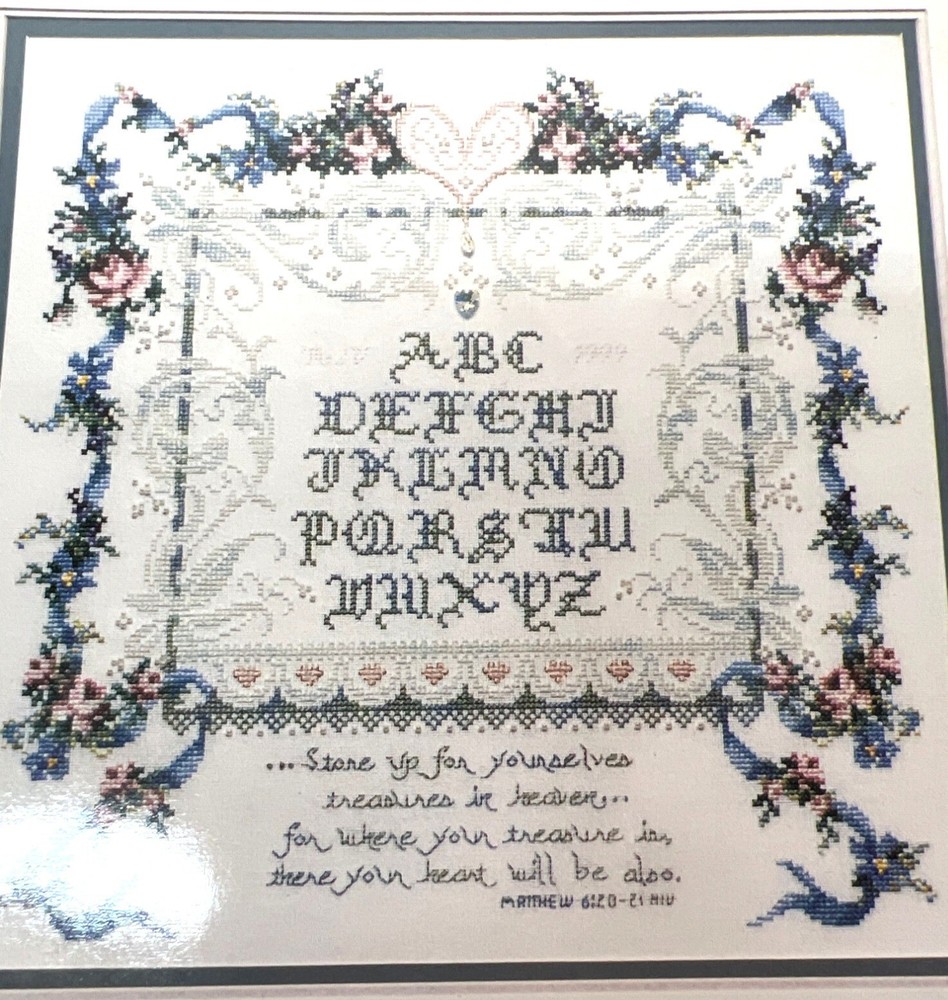 ABC 1999
DEFGHI
JKLMNO
PQRSTU
VWXYZ
...Store up for yourselves
treasures in heaven...
for where your treasure is,
there your heart will be also.
MATTHEW 6:20-21 NIV